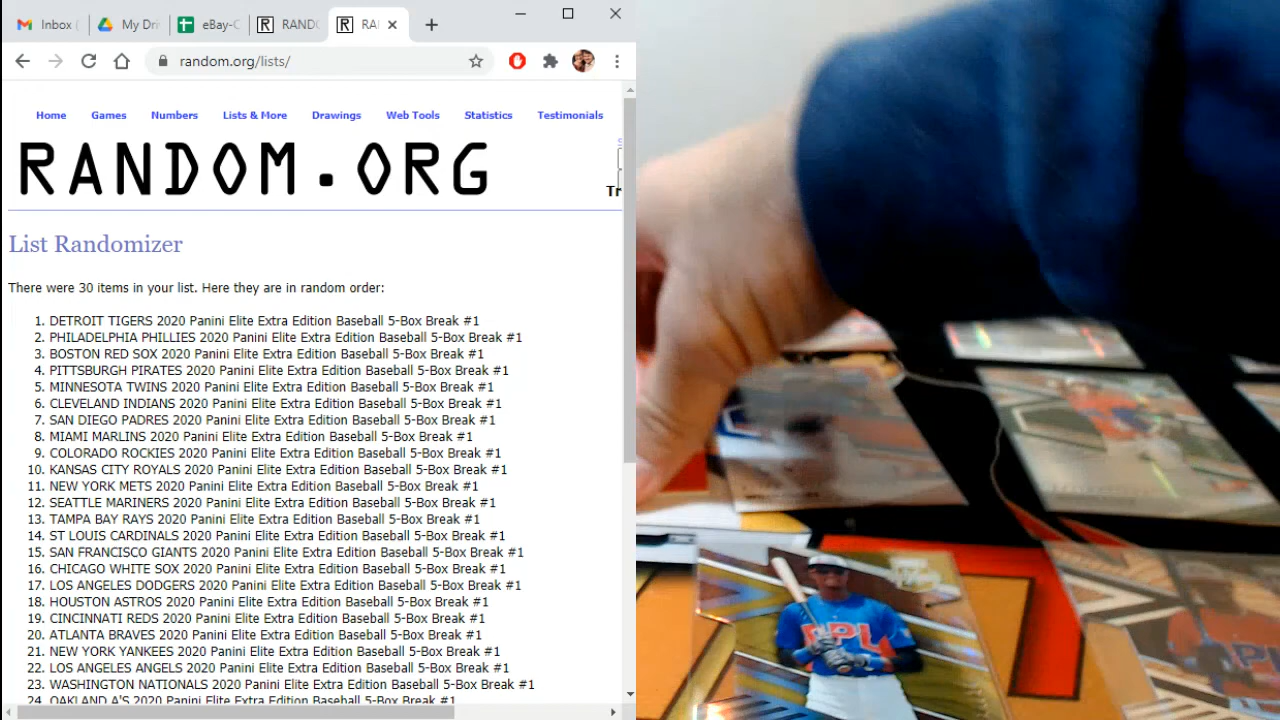 Inbox
My Dri
eBay-C
RANDO
RA
random.org/lists/
Home Games Numbers Lists & More Drawings Web Tools Statistics Testimonials
RANDOM.ORG
Tr
List Randomizer
There were 30 items in your list. Here they are in random order:
1. DETROIT TIGERS 2020 Panini Elite Extra Edition Baseball 5-Box Break #1
2. PHILADELPHIA PHILLIES 2020 Panini Elite Extra Edition Baseball 5-Box Break #1
3. BOSTON RED SOX 2020 Panini Elite Extra Edition Baseball 5-Box Break #1
4. PITTSBURGH PIRATES 2020 Panini Elite Extra Edition Baseball 5-Box Break #1
5. MINNESOTA TWINS 2020 Panini Elite Extra Edition Baseball 5-Box Break #1
6. CLEVELAND INDIANS 2020 Panini Elite Extra Edition Baseball 5-Box Break #1
7. SAN DIEGO PADRES 2020 Panini Elite Extra Edition Baseball 5-Box Break #1
8. MIAMI MARLINS 2020 Panini Elite Extra Edition Baseball 5-Box Break #1
9. COLORADO ROCKIES 2020 Panini Elite Extra Edition Baseball 5-Box Break #1
10. KANSAS CITY ROYALS 2020 Panini Elite Extra Edition Baseball 5-Box Break #1
11. NEW YORK METS 2020 Panini Elite Extra Edition Baseball 5-Box Break #1
12. SEATTLE MARINERS 2020 Panini Elite Extra Edition Baseball 5-Box Break #1
13. TAMPA BAY RAYS 2020 Panini Elite Extra Edition Baseball 5-Box Break #1
14. ST LOUIS CARDINALS 2020 Panini Elite Extra Edition Baseball 5-Box Break #1
15. SAN FRANCISCO GIANTS 2020 Panini Elite Extra Edition Baseball 5-Box Break #1
16. CHICAGO WHITE SOX 2020 Panini Elite Extra Edition Baseball 5-Box Break #1
17. LOS ANGELES DODGERS 2020 Panini Elite Extra Edition Baseball 5-Box Break #1
18. HOUSTON ASTROS 2020 Panini Elite Extra Edition Baseball 5-Box Break #1
19. CINCINNATI REDS 2020 Panini Elite Extra Edition Baseball 5-Box Break #1
20. ATLANTA BRAVES 2020 Panini Elite Extra Edition Baseball 5-Box Break #1
21. NEW YORK YANKEES 2020 Panini Elite Extra Edition Baseball 5-Box Break #1
22. LOS ANGELES ANGELS 2020 Panini Elite Extra Edition Baseball 5-Box Break #1
23. WASHINGTON NATIONALS 2020 Panini Elite Extra Edition Baseball 5-Box Break #1
24. OAKLAND A'S 2020 Panini Elite Extra Edition Baseball 5-Box Break #1